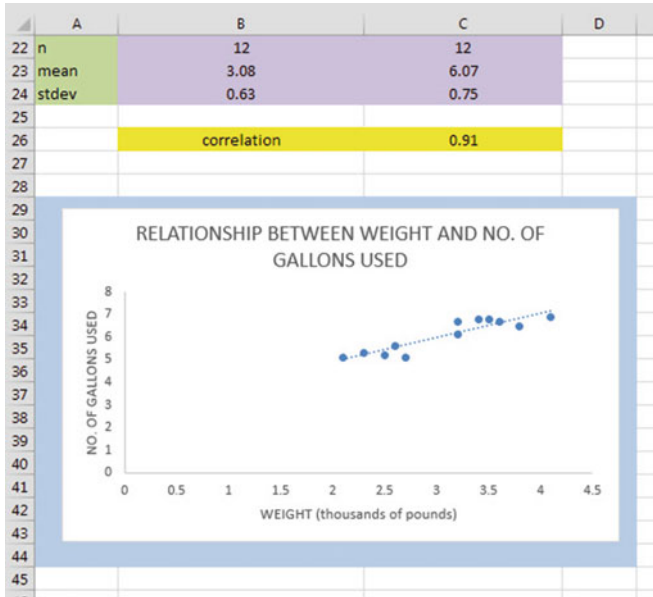 A B C D
22 n 12 12
23 mean 3.08 6.07
24 stdev 0.63 0.75
25
26 correlation 0.91
27
28
29
30
31
32
33
34
35
36
37
38
39
40
41
42
43
44
45
RELATIONSHIP BETWEEN WEIGHT AND NO. OF
GALLONS USED
NO. OF GALLONS USED
8
7
6
5
4
3
2
1
0
0 0.5 1 1.5 2 2.5 3 3.5 4 4.5
WEIGHT (thousands of pounds)